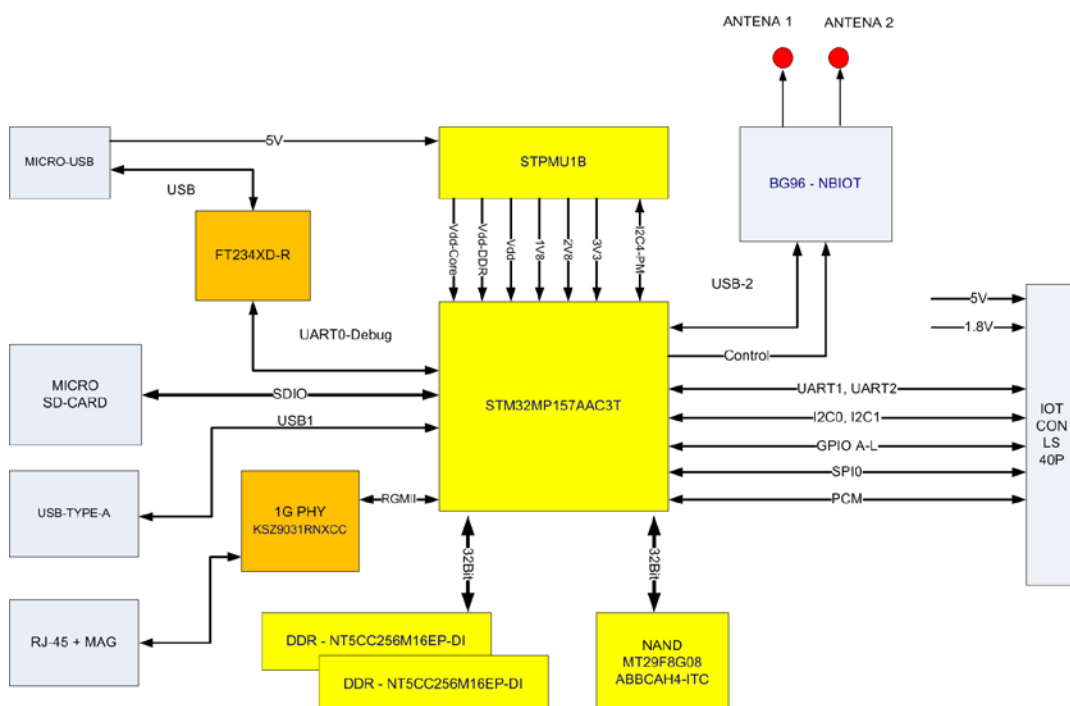 ANTENA 1
ANTENA 2
MICRO-USB
5V
STPMU1B
BG96 - NBIOT
USB
FT234XD-R
Vdd-Core
Vdd-DDR
Vdd
1V8
2V8
3V3
I2C4-PM
USB-2
5V
1.8V
UART0-Debug
Control
MICRO
SD-CARD
SDIO
STM32MP157AAC3T
UART1, UART2
IOT
CON
LS
40P
USB1
I2C0, I2C1
GPIO A-L
SPI0
PCM
USB-TYPE-A
1G PHY
KSZ9031RNXCC
RGMII
32Bit
32Bit
RJ-45 + MAG
DDR - NT5CC256M16EP-DI
DDR - NT5CC256M16EP-DI
NAND
MT29F8G08
ABBCAH4-ITC